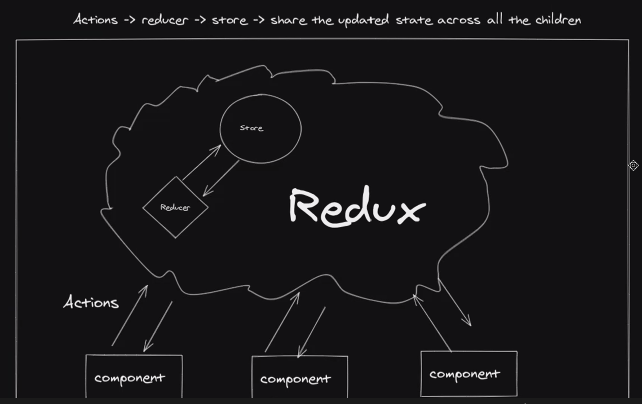 Actions -> reducer -> store -> share the updated state across all the children
Store
Reducer
Redux
Actions
component
component
component